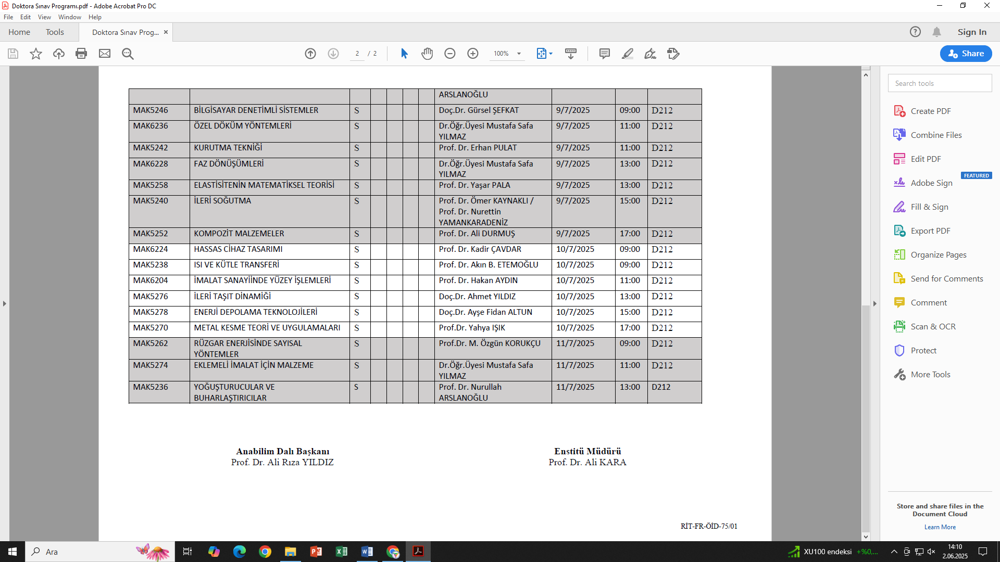 Doktora Sınav Programı.pdf - Adobe Acrobat Pro DC
File Edit View Window Help
Home Tools Doktora Sınav Prog... × Sign In
2 / 2 100% Share
ARSLANOĞLU
MAK5246 BİLGİSAYAR DENETİMLİ SİSTEMLER S Doç.Dr. Gürsel ŞEFKAT 9/7/2025 09:00 D212
MAK6236 ÖZEL DÖKÜM YÖNTEMLERİ S Dr.Öğr.Üyesi Mustafa Safa 9/7/2025 11:00 D212
YILMAZ
MAK5242 KURUTMA TEKNİĞİ S Prof. Dr. Erhan PULAT 9/7/2025 11:00 D212
MAK6228 FAZ DÖNÜŞÜMLERİ S Dr.Öğr.Üyesi Mustafa Safa 9/7/2025 13:00 D212
YILMAZ
MAK5258 ELASTİSİTENİN MATEMATİKSEL TEORİSİ S Prof. Dr. Yaşar PALA 9/7/2025 13:00 D212
MAK5240 İLERİ SOĞUTMA S Prof. Dr. Ömer KAYNAKLI / 9/7/2025 15:00 D212
Prof. Dr. Nurettin
YAMANKARADENİZ
MAK5252 KOMPOZİT MALZEMELER S Prof. Dr. Ali DURMUŞ 9/7/2025 17:00 D212
MAK6224 HASSAS CİHAZ TASARIMI S Prof. Dr. Kadir ÇAVDAR 10/7/2025 09:00 D212
MAK5238 ISI VE KÜTLE TRANSFERİ S Prof. Dr. Akın B. ETEMOĞLU 10/7/2025 09:00 D212
MAK6204 İMALAT SANAYİİNDE YÜZEY İŞLEMLERİ S Prof. Dr. Hakan AYDIN 10/7/2025 11:00 D212
MAK5276 İLERİ TAŞIT DİNAMİĞİ S Doç.Dr. Ahmet YILDIZ 10/7/2025 13:00 D212
MAK5278 ENERJİ DEPOLAMA TEKNOLOJİLERİ S Doç.Dr. Ayşe Fidan ALTUN 10/7/2025 15:00 D212
MAK5270 METAL KESME TEORİ VE UYGULAMALARI S Prof.Dr. Yahya IŞIK 10/7/2025 17:00 D212
MAK5262 RÜZGAR ENERJİSİNDE SAYISAL S Prof.Dr. M. Özgün KORUKÇU 11/7/2025 09:00 D212
YÖNTEMLER
MAK5274 EKLEMELİ İMALAT İÇİN MALZEME S Dr.Öğr.Üyesi Mustafa Safa 11/7/2025 11:00 D212
YILMAZ
MAK5236 YOĞUŞTURUCULAR VE S Prof. Dr. Nurullah 11/7/2025 13:00 D212
BUHARLAŞTIRICILAR ARSLANOĞLU
Anabilim Dalı Başkanı Enstitü Müdürü
Prof. Dr. Ali Rıza YILDIZ Prof. Dr. Ali KARA
RİT-FR-ÖİD-75/01
Search tools
Create PDF
Combine Files
Edit PDF
FEATURED
Adobe Sign
Fill & Sign
Export PDF
Organize Pages
Send for Comments
Comment
Scan & OCR
Protect
More Tools
Store and share files in the
Document Cloud
Learn More
Ara
XU100 endeksi +%0,...
14:10
2.06.2025